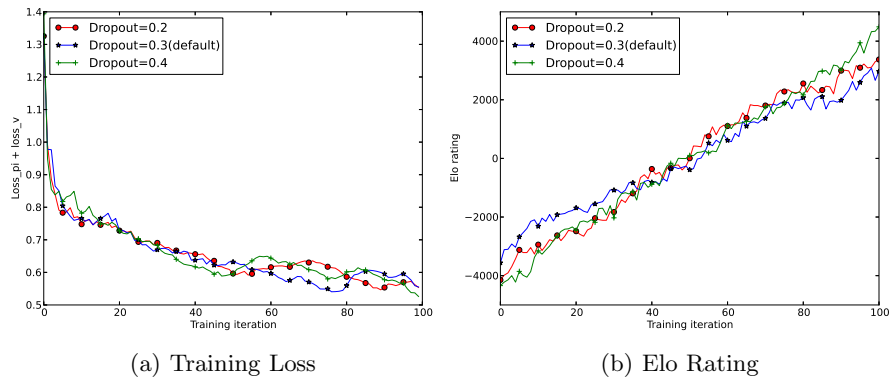 1.4
1.3
1.2
1.1
1.0
0.9
0.8
0.7
0.6
0.5
Loss_pi + loss_v
Dropout=0.2
Dropout=0.3(default)
Dropout=0.4
0 20 40 60 80 100
Training iteration
(a) Training Loss
4000
2000
0
−2000
−4000
Elo rating
Dropout=0.2
Dropout=0.3(default)
Dropout=0.4
0 20 40 60 80 100
Training iteration
(b) Elo Rating